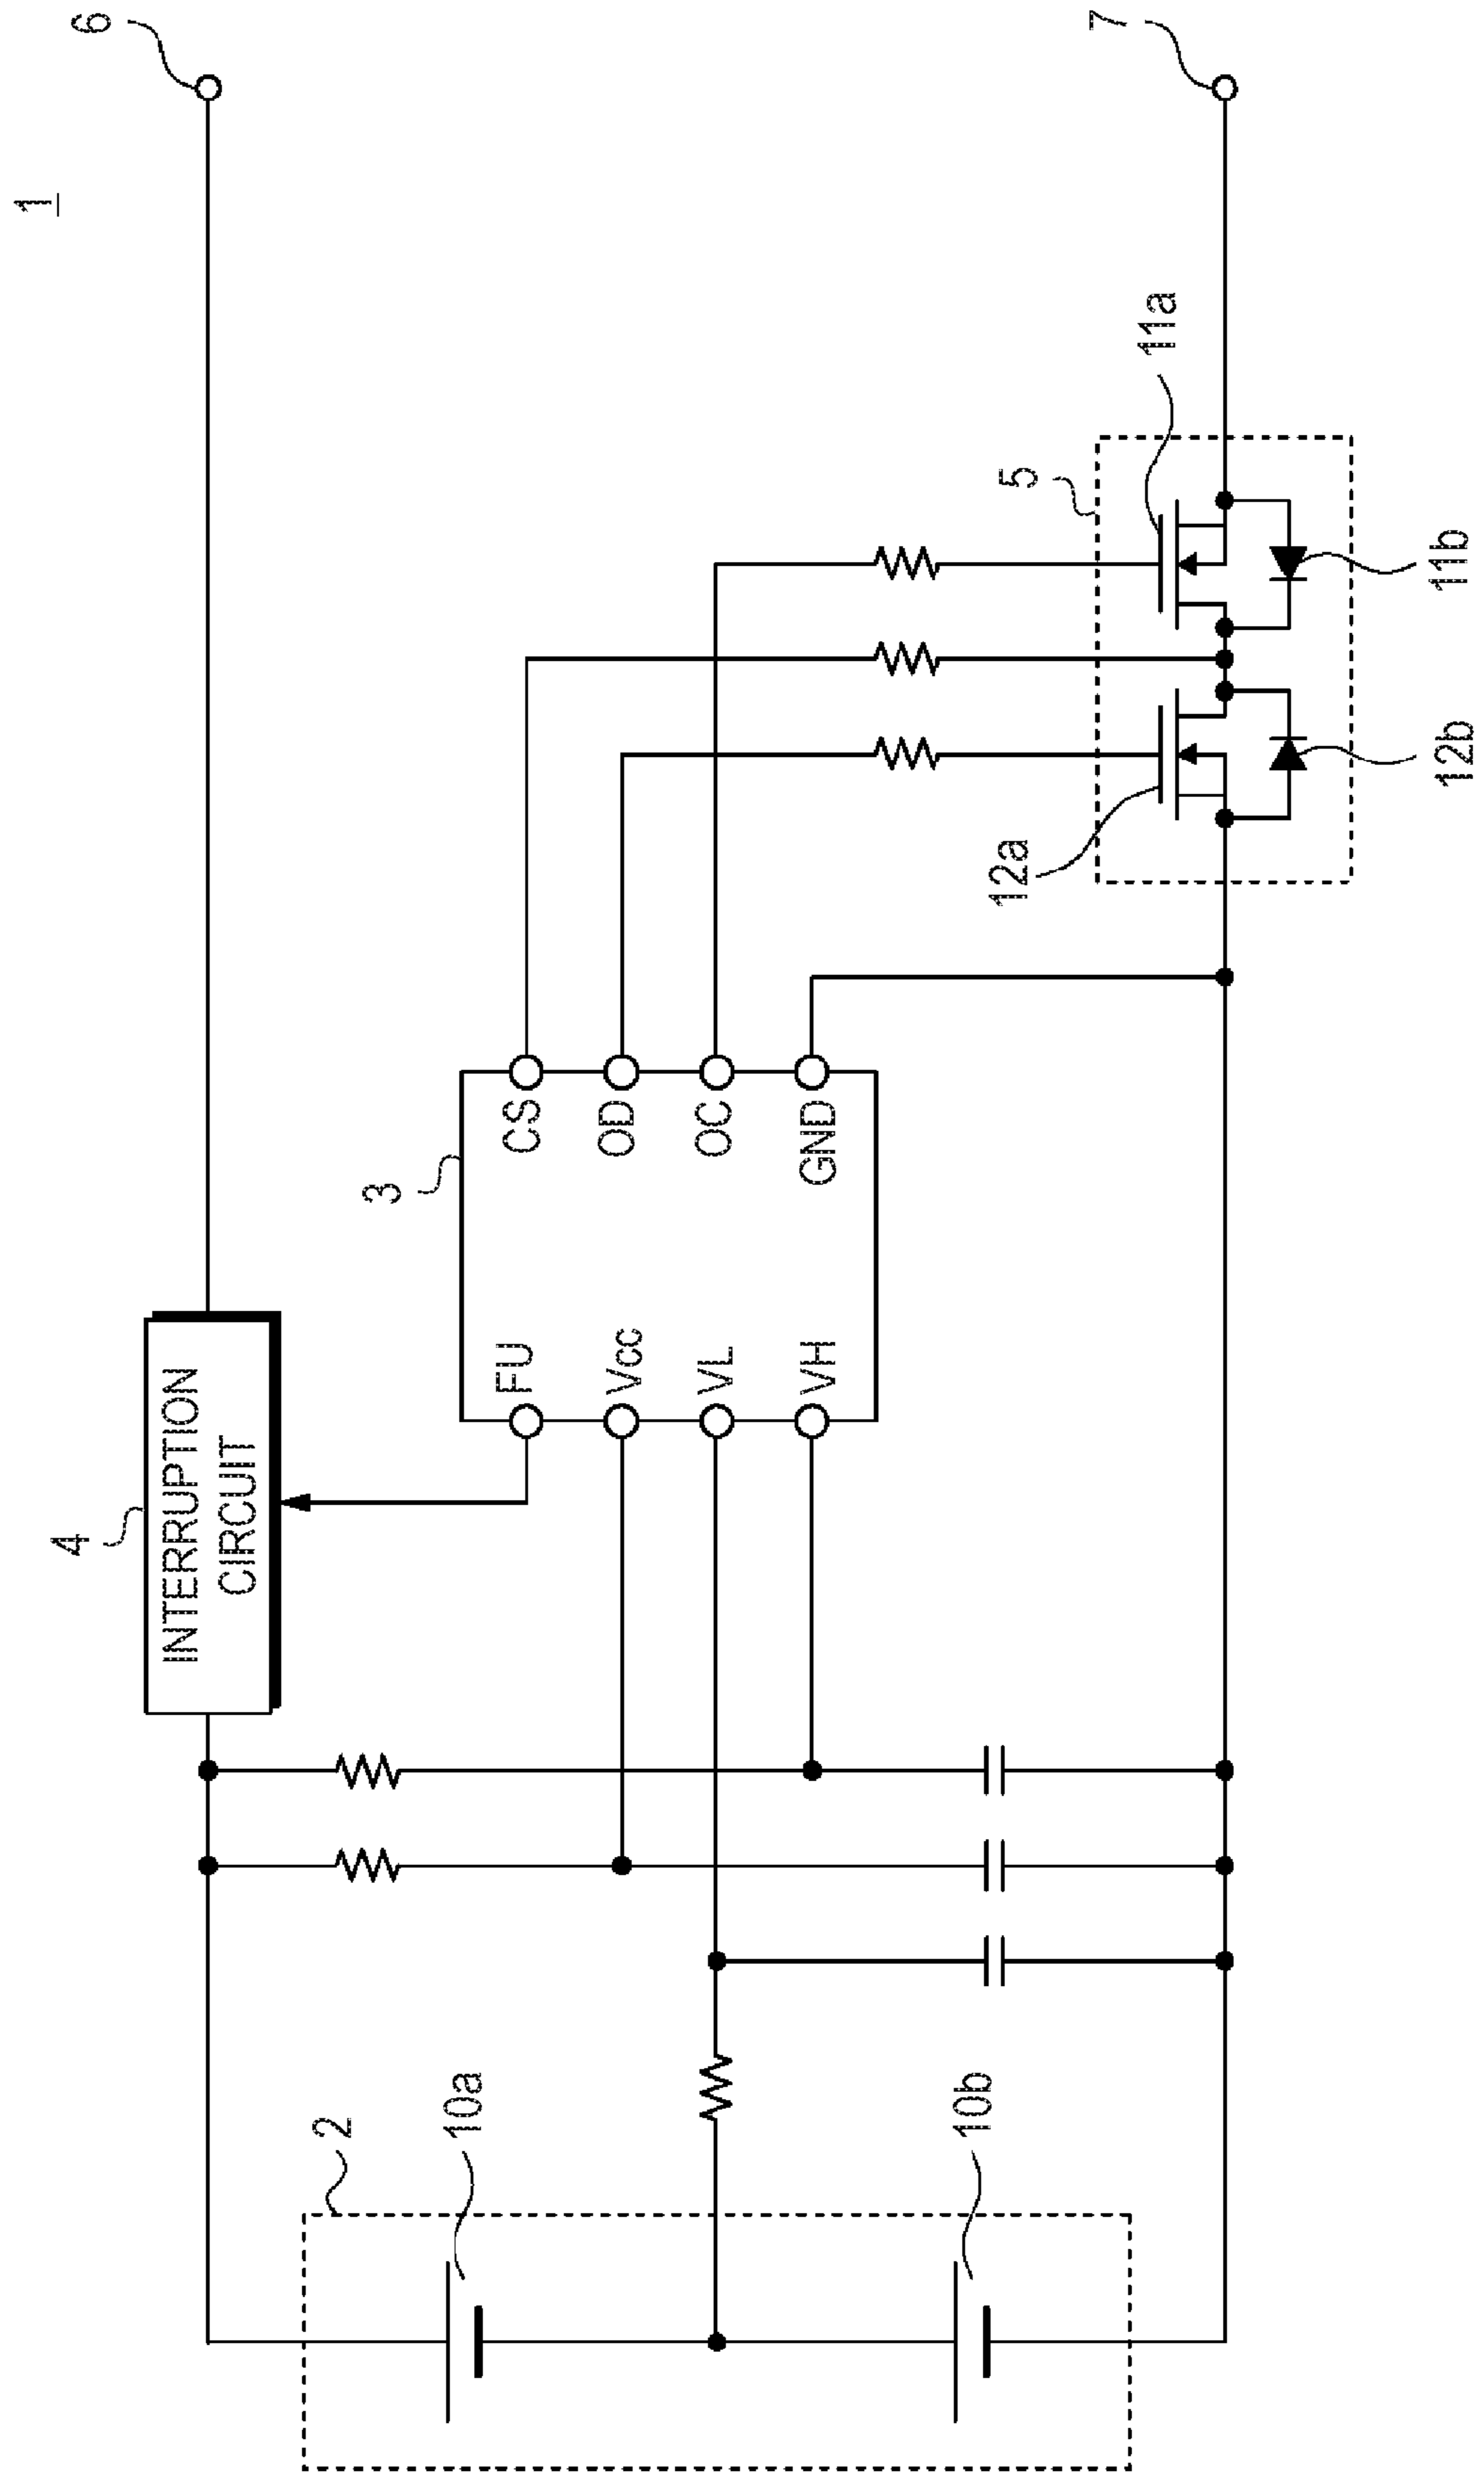 1
6
4
INTERRUPTION
CIRCUIT
2
10a
10b
3
FU
Vcc
VL
VH
CS
OD
OC
GND
5
11a
12a
11b
12b
7